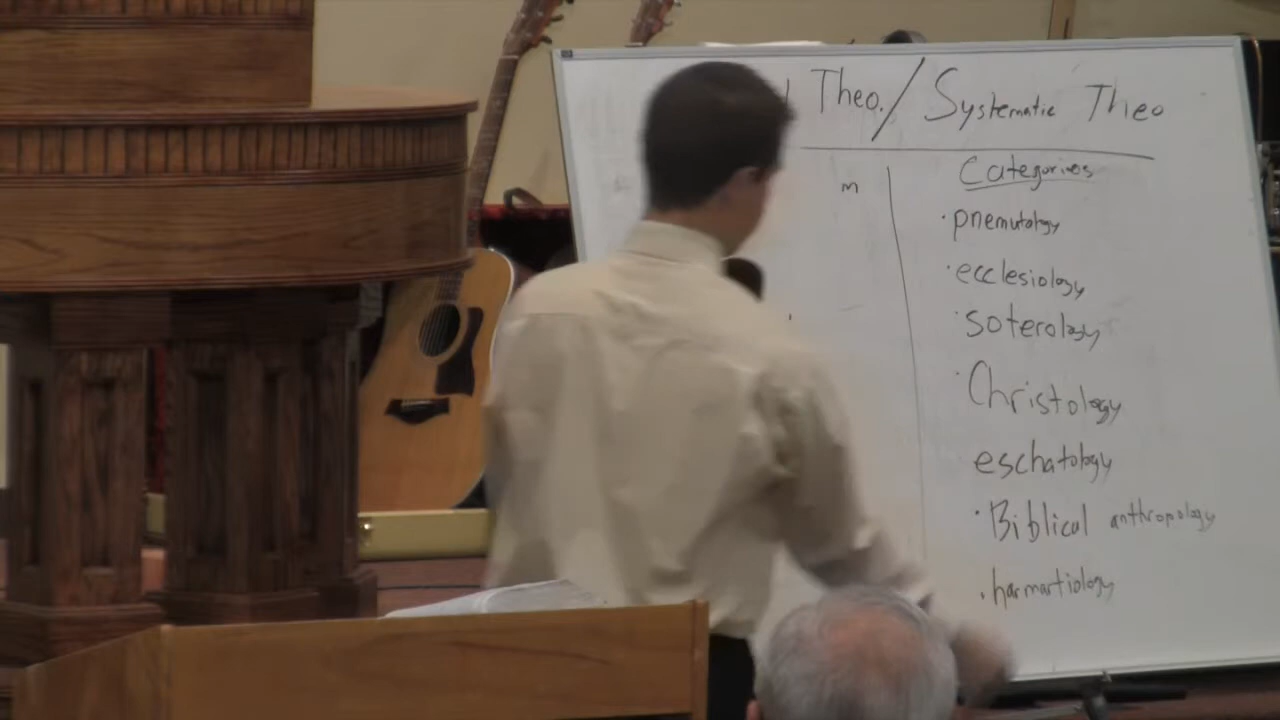 Theo. / Systematic Theo
Categories
m
· pnemutology
· ecclesiology
· soterology
· Christology
eschatology
· Biblical anthropology
· harmartiology